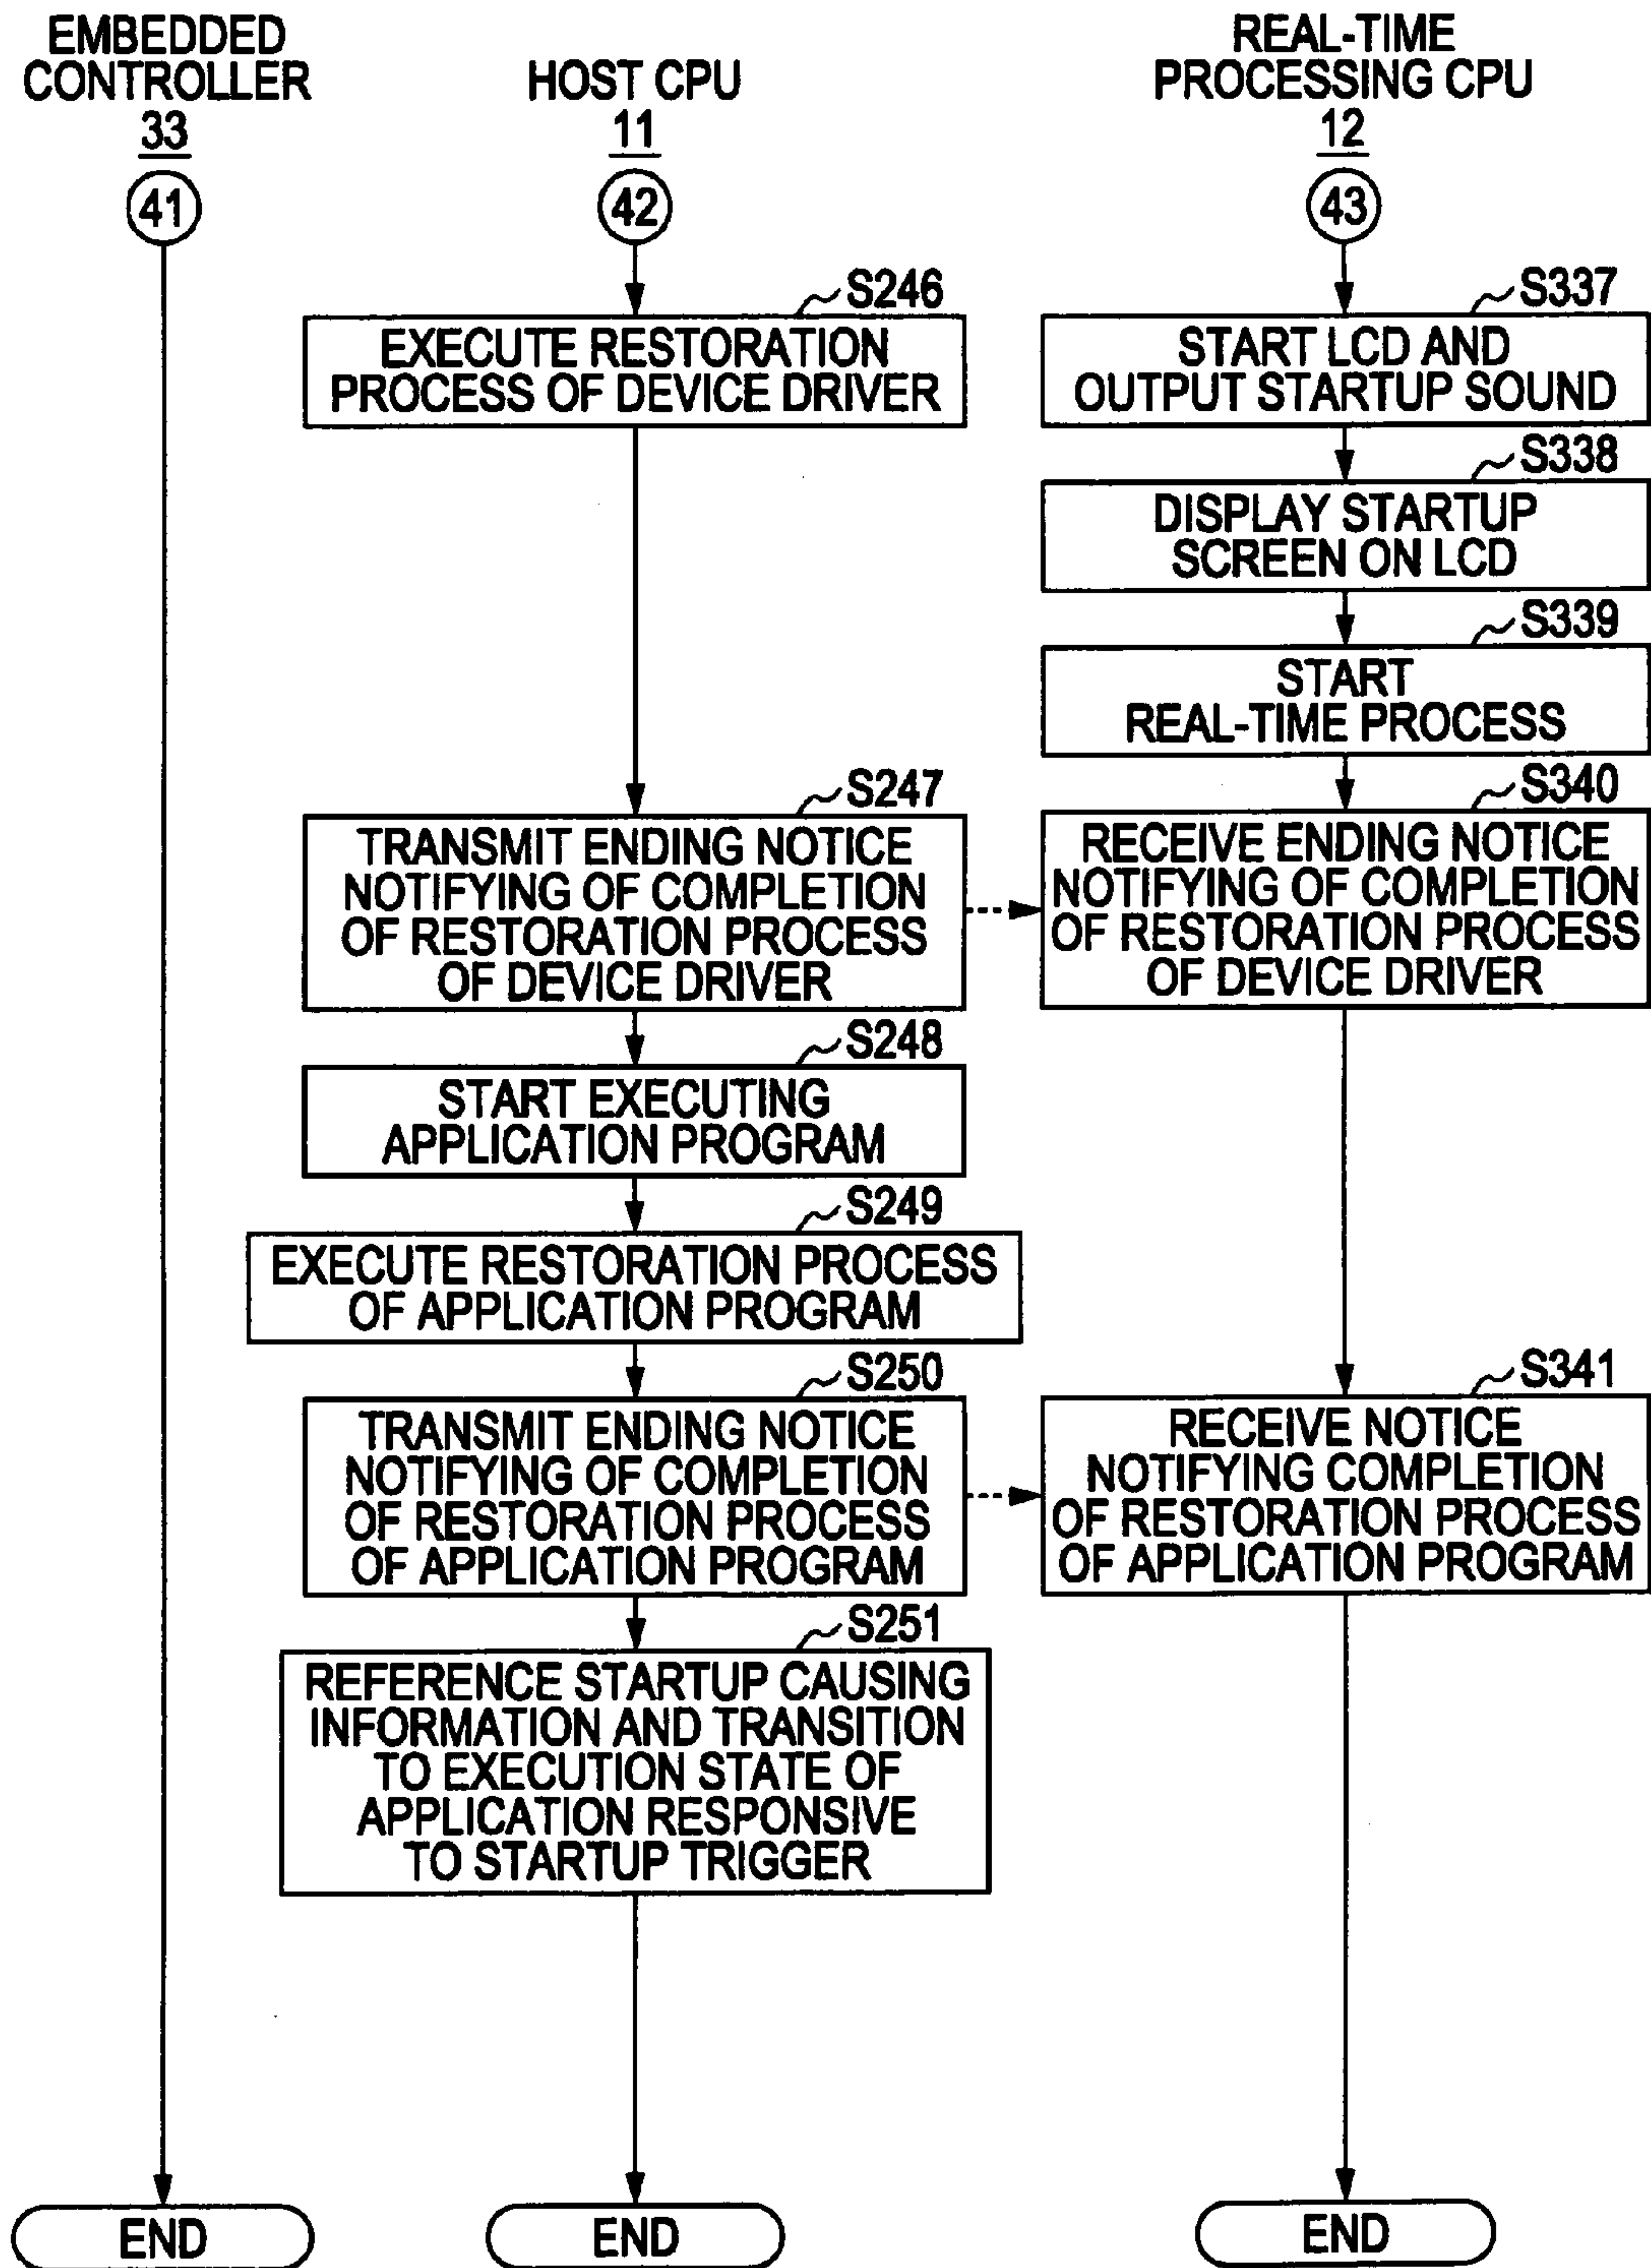 EMBEDDED
CONTROLLER
33
41
HOST CPU
11
42
REAL-TIME
PROCESSING CPU
12
43
S246
EXECUTE RESTORATION
PROCESS OF DEVICE DRIVER
S337
START LCD AND
OUTPUT STARTUP SOUND
S338
DISPLAY STARTUP
SCREEN ON LCD
S339
START
REAL-TIME PROCESS
S247
TRANSMIT ENDING NOTICE
NOTIFYING OF COMPLETION
OF RESTORATION PROCESS
OF DEVICE DRIVER
S340
RECEIVE ENDING NOTICE
NOTIFYING OF COMPLETION
OF RESTORATION PROCESS
OF DEVICE DRIVER
S248
START EXECUTING
APPLICATION PROGRAM
S249
EXECUTE RESTORATION PROCESS
OF APPLICATION PROGRAM
S250
TRANSMIT ENDING NOTICE
NOTIFYING OF COMPLETION
OF RESTORATION PROCESS
OF APPLICATION PROGRAM
S341
RECEIVE NOTICE
NOTIFYING COMPLETION
OF RESTORATION PROCESS
OF APPLICATION PROGRAM
S251
REFERENCE STARTUP CAUSING
INFORMATION AND TRANSITION
TO EXECUTION STATE OF
APPLICATION RESPONSIVE
TO STARTUP TRIGGER
END
END
END